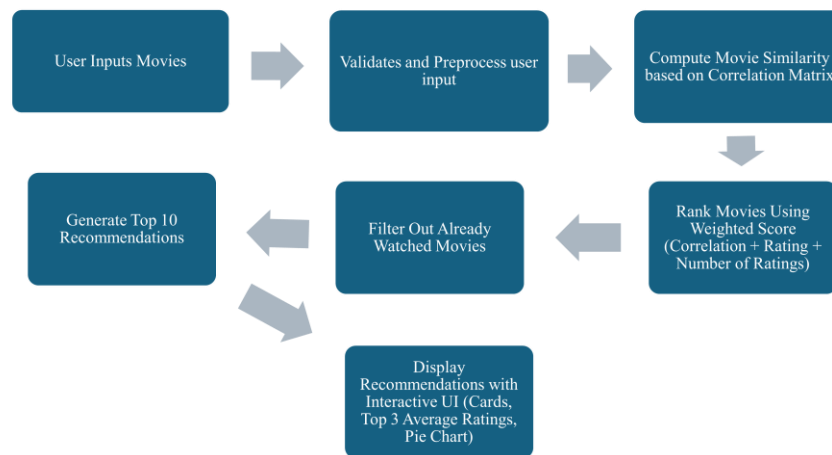 User Inputs Movies
Validates and Preprocess user
input
Compute Movie Similarity
based on Correlation Matrix
Rank Movies Using
Weighted Score
(Correlation + Rating +
Number of Ratings)
Filter Out Already
Watched Movies
Generate Top 10
Recommendations
Display
Recommendations with
Interactive UI (Cards,
Top 3 Average Ratings,
Pie Chart)